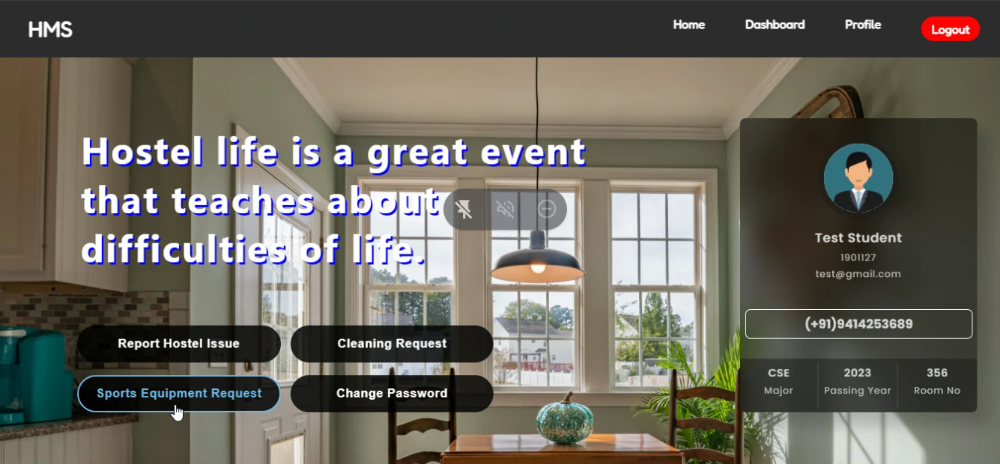 HMS
Home
Dashboard
Profile
Logout
Hostel life is a great event
that teaches about
difficulties of life.
Report Hostel Issue
Cleaning Request
Sports Equipment Request
Change Password
Test Student
1901127
test@gmail.com
(+91)9414253689
CSE
2023
356
Major
Passing Year
Room No